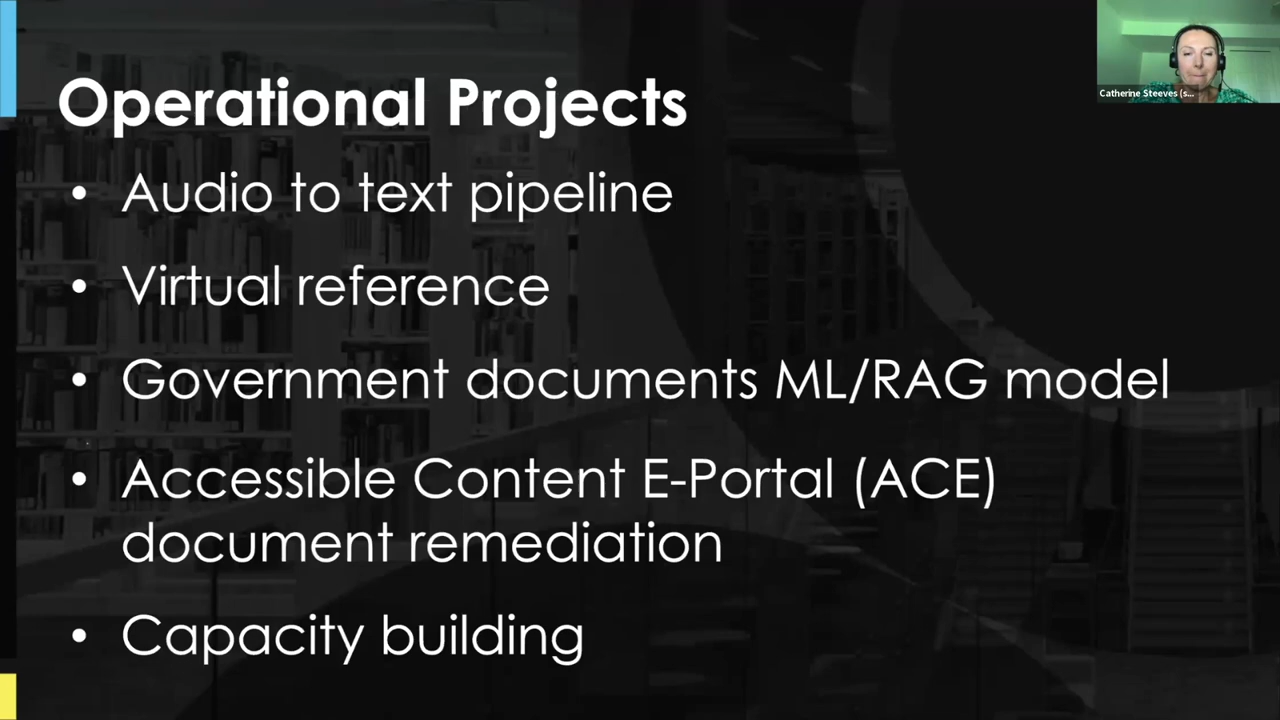 Operational Projects
• Audio to text pipeline
• Virtual reference
• Government documents ML/RAG model
• Accessible Content E-Portal (ACE)
document remediation
• Capacity building
Catherine Steeves (s...